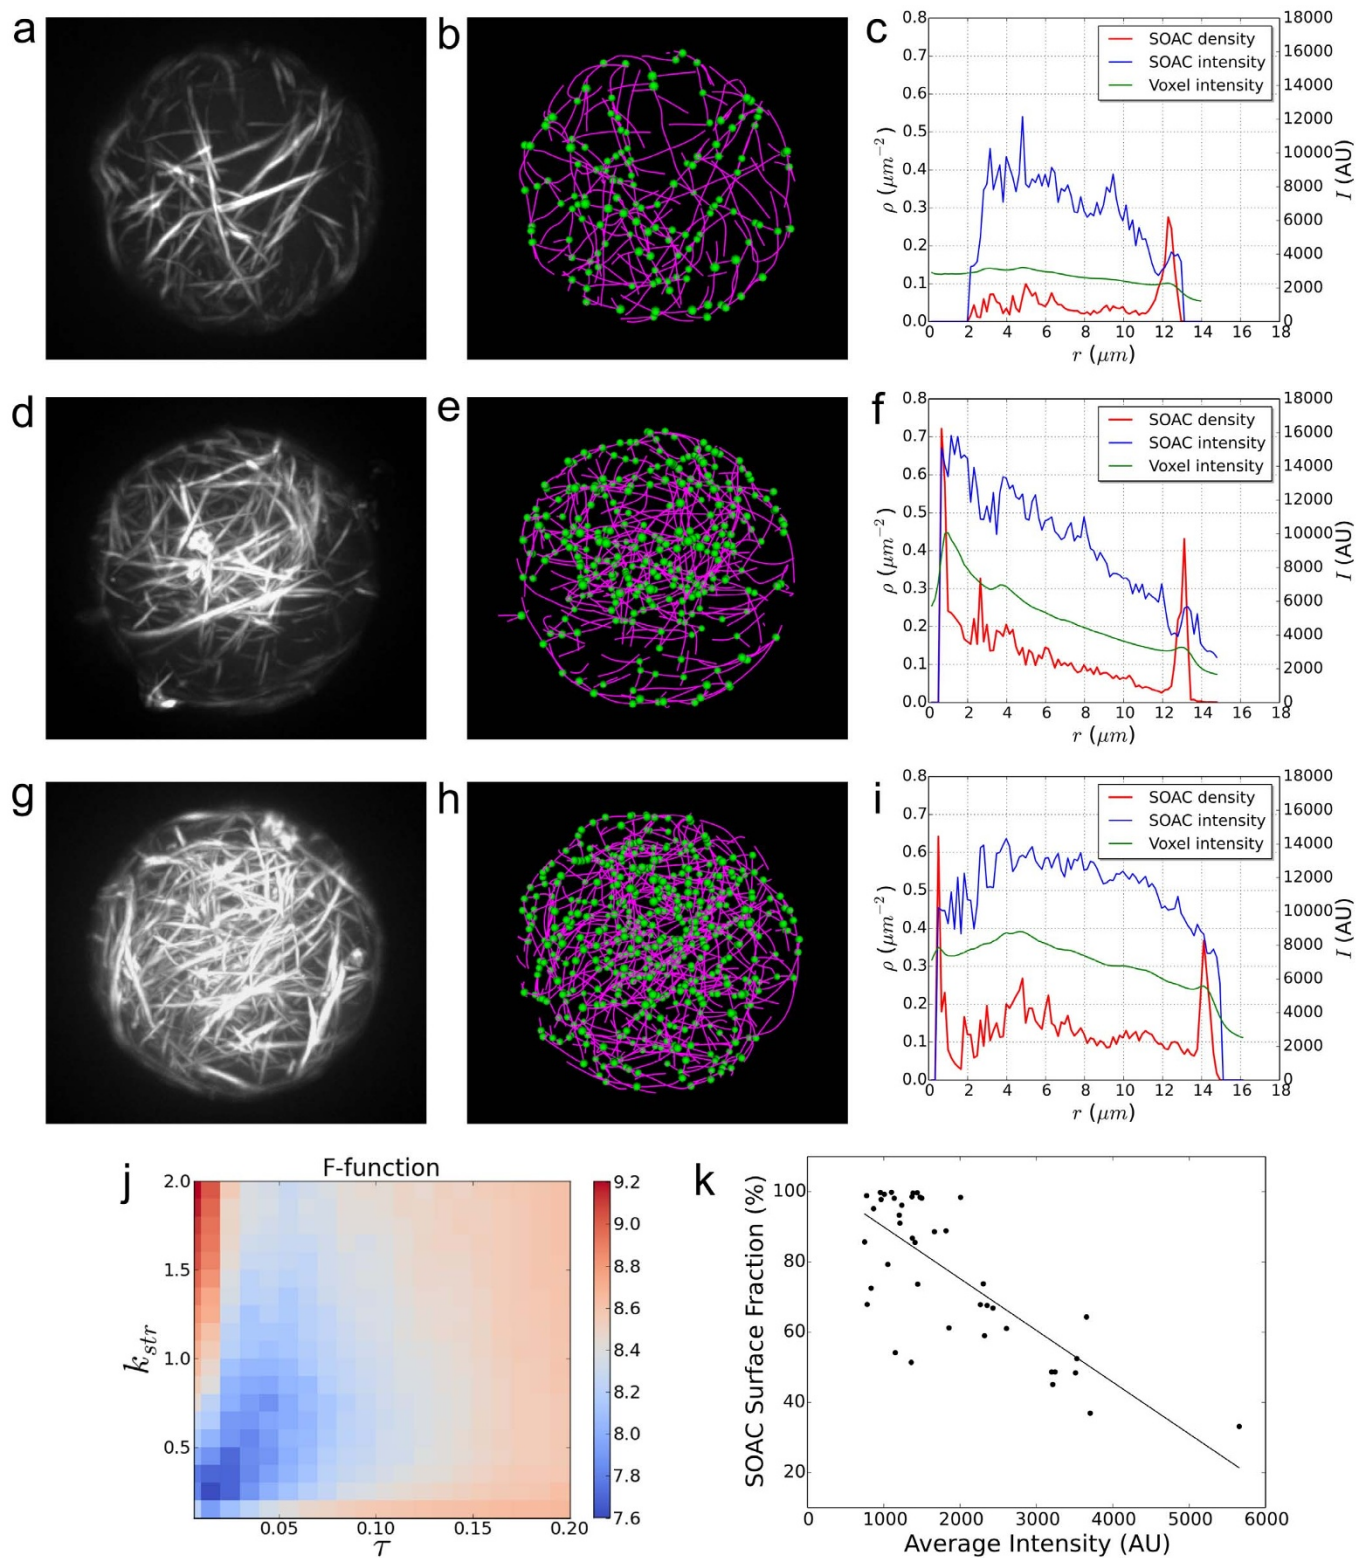 a
b
c
0.8
0.7
0.6
0.5
0.4
0.3
0.2
0.1
0.0
ρ (μm⁻²)
SOAC density
SOAC intensity
Voxel intensity
18000
16000
14000
12000
10000
8000
6000
4000
2000
0
I (AU)
0 2 4 6 8 10 12 14 16 18
r (μm)
d
e
f
0.8
0.7
0.6
0.5
0.4
0.3
0.2
0.1
0.0
ρ (μm⁻²)
SOAC density
SOAC intensity
Voxel intensity
18000
16000
14000
12000
10000
8000
6000
4000
2000
0
I (AU)
0 2 4 6 8 10 12 14 16 18
r (μm)
g
h
i
0.8
0.7
0.6
0.5
0.4
0.3
0.2
0.1
0.0
ρ (μm⁻²)
SOAC density
SOAC intensity
Voxel intensity
18000
16000
14000
12000
10000
8000
6000
4000
2000
0
I (AU)
0 2 4 6 8 10 12 14 16 18
r (μm)
j
F-function
2.0
1.5
1.0
0.5
k_str
0.05 0.10 0.15 0.20
τ
9.2
9.0
8.8
8.6
8.4
8.2
8.0
7.8
7.6
k
100
80
60
40
20
SOAC Surface Fraction (%)
1000 2000 3000 4000 5000 6000
Average Intensity (AU)